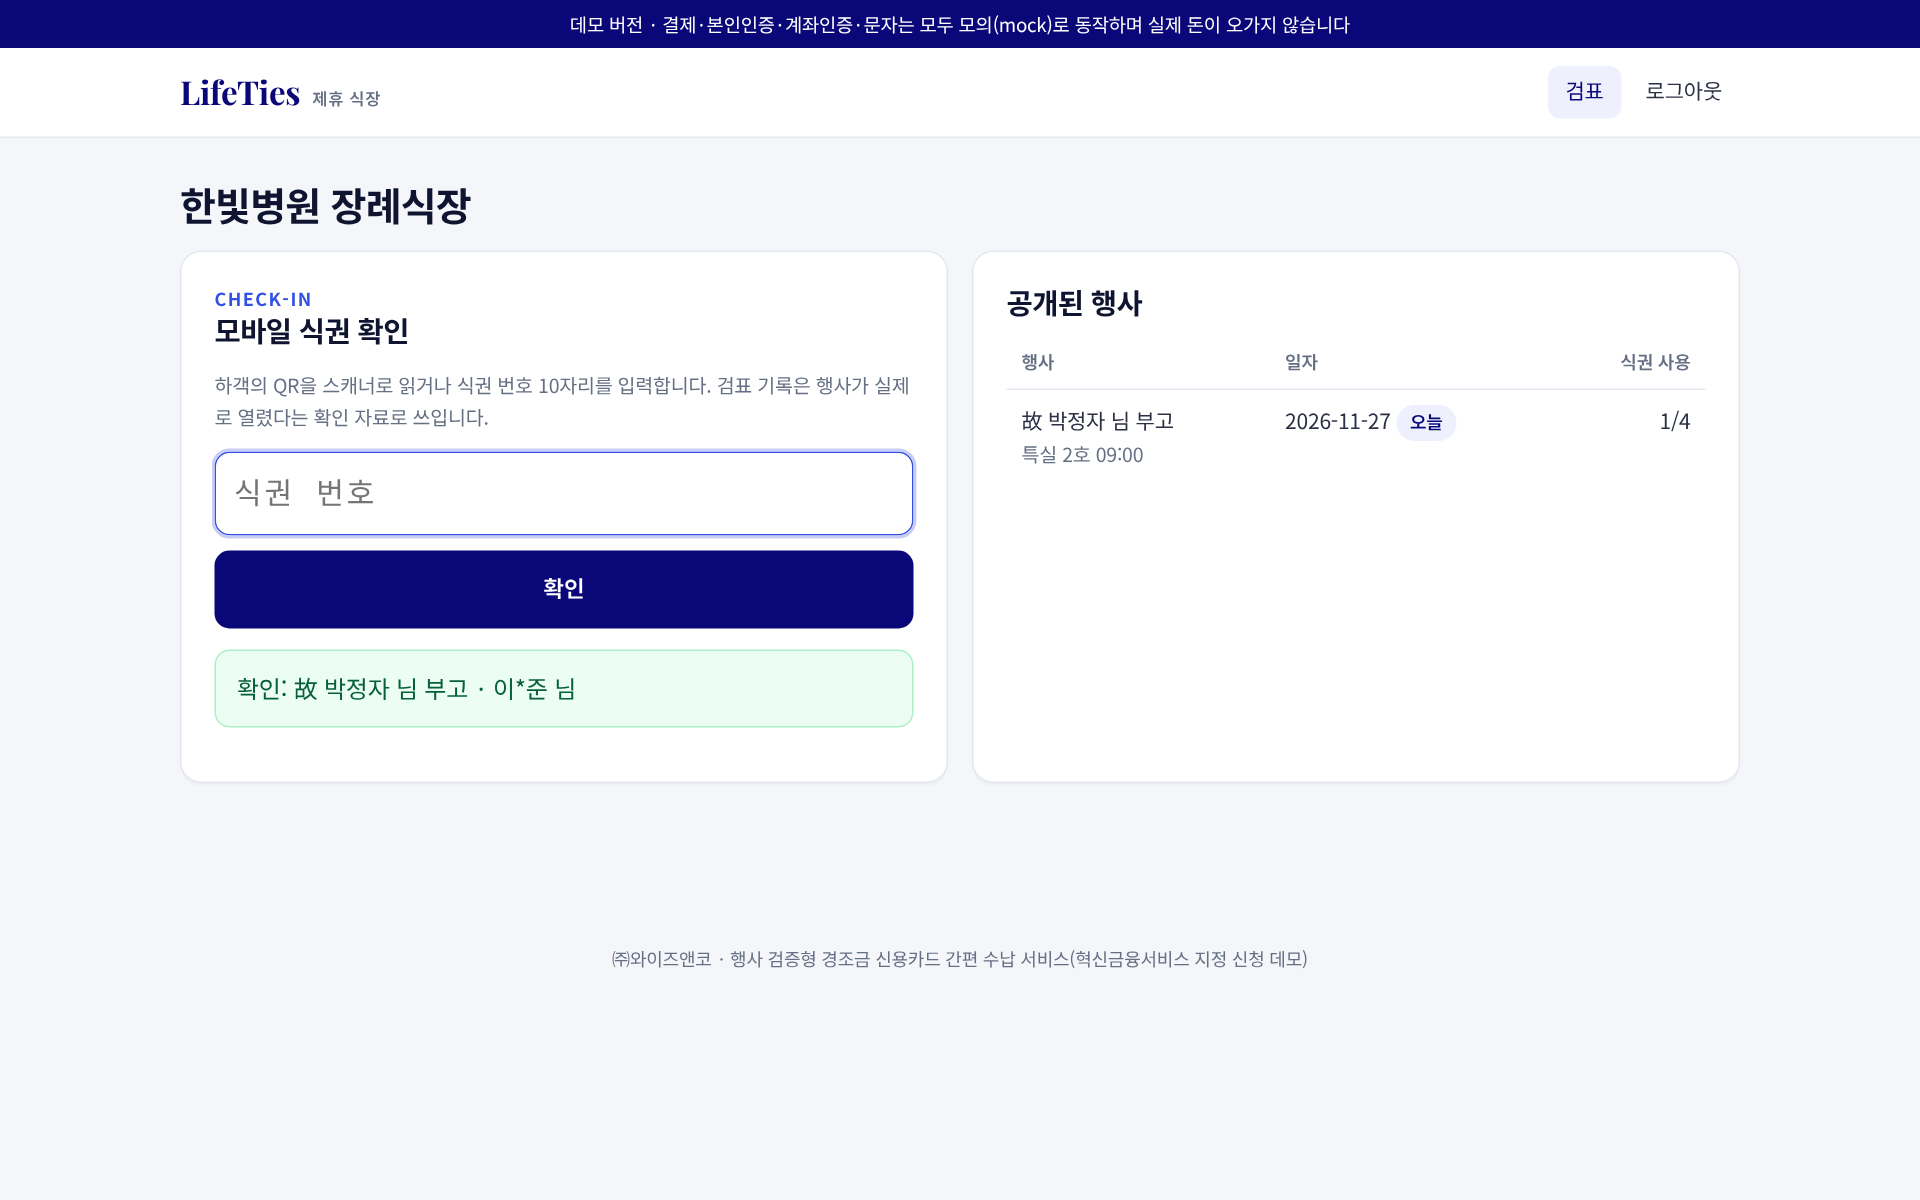 데모 버전 · 결제·본인인증·계좌인증·문자는 모두 모의(mock)로 동작하며 실제 돈이 오가지 않습니다
LifeTies 제휴 식장
검표
로그아웃
한빛병원 장례식장
CHECK-IN
모바일 식권 확인
하객의 QR을 스캐너로 읽거나 식권 번호 10자리를 입력합니다. 검표 기록은 행사가 실제
로 열렸다는 확인 자료로 쓰입니다.
식권 번호
확인
확인: 故 박정자 님 부고 · 이*준 님
공개된 행사
행사 일자 식권 사용
故 박정자 님 부고 2026-11-27 오늘 1/4
특실 2호 09:00
㈜와이즈앤코 · 행사 검증형 경조금 신용카드 간편 수납 서비스(혁신금융서비스 지정 신청 데모)